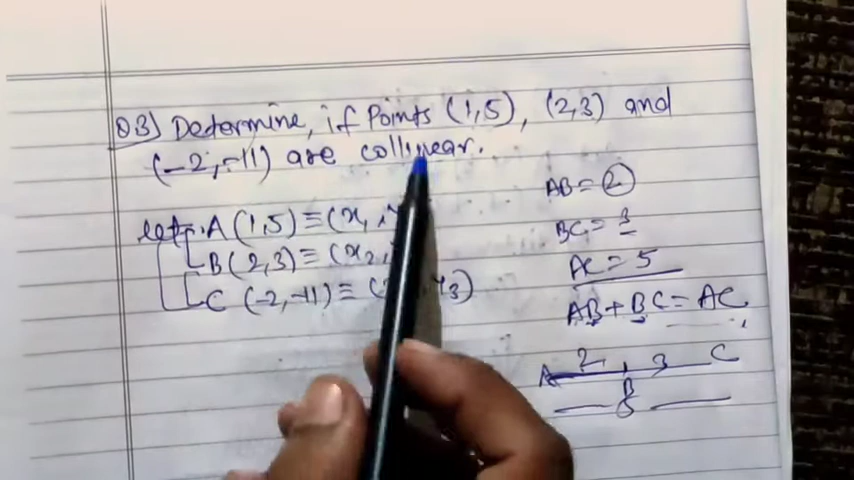 Q3) Determine, if Points (1,5), (2,3) and
(-2,-11) are collinear.
let, A(1,5) ≡ (x₁,
B(2,3) ≡ (x₂,
C (-2,-11) ≡ ( y₃)
AB = 2
BC = 3
AC = 5
AB + BC = AC
A 2 , 3 C
B